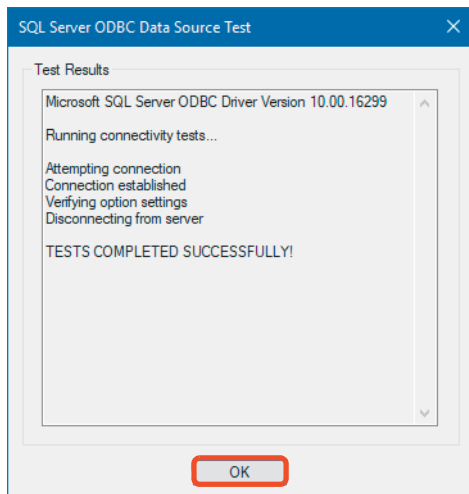 SQL Server ODBC Data Source Test
Test Results
Microsoft SQL Server ODBC Driver Version 10.00.16299
Running connectivity tests...
Attempting connection
Connection established
Verifying option settings
Disconnecting from server
TESTS COMPLETED SUCCESSFULLY!
OK